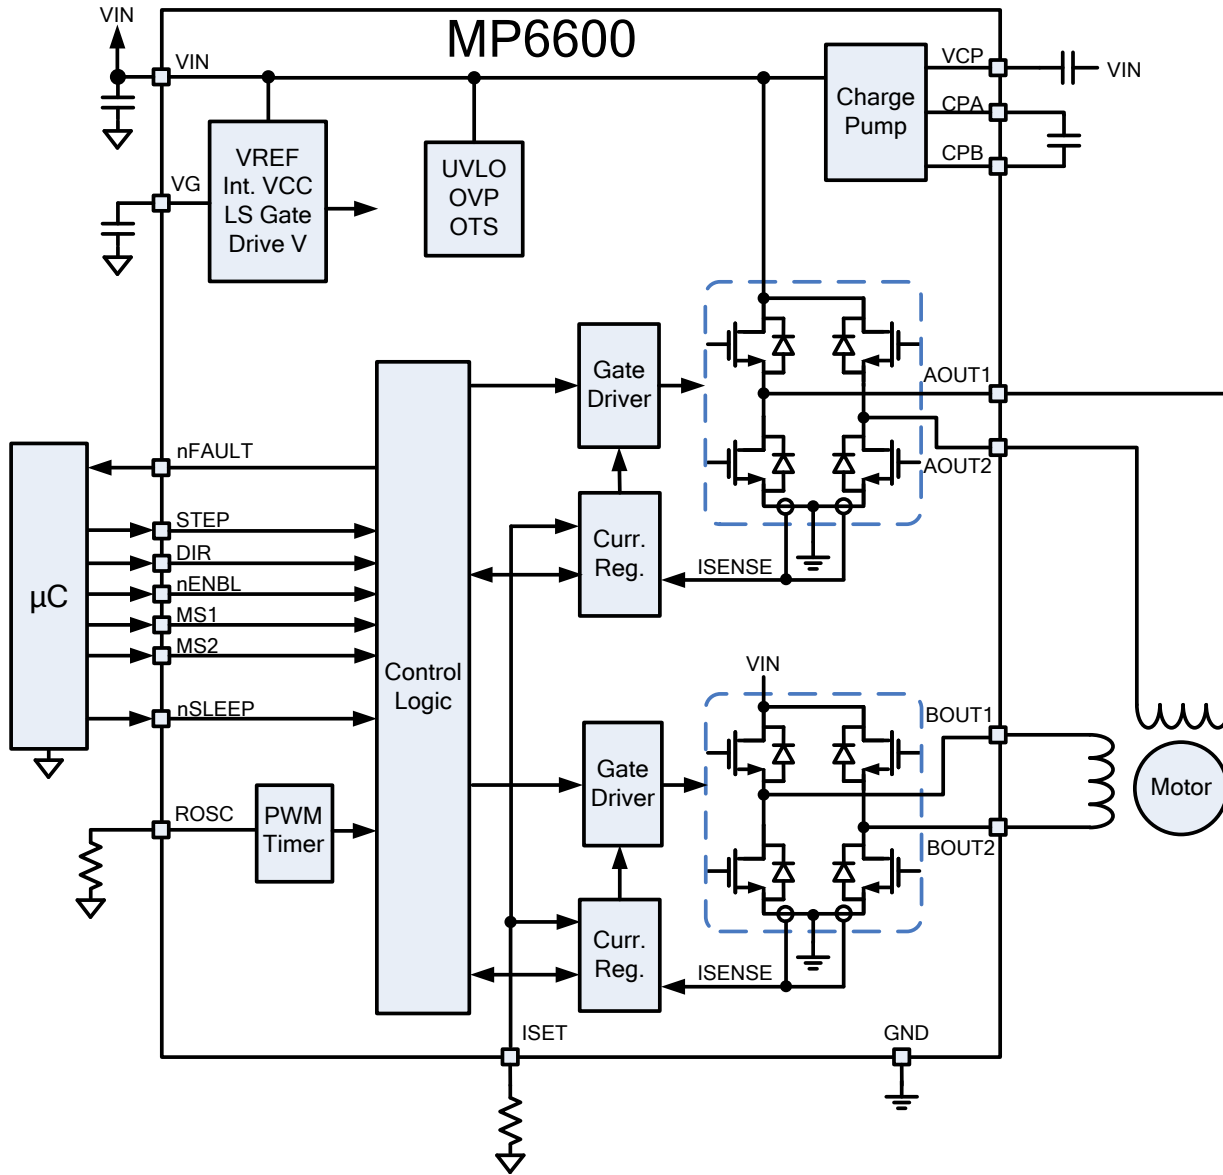 MP6600
VIN
VIN
VCP
VIN
Charge
Pump
CPA
CPB
VREF
Int. VCC
LS Gate
Drive V
UVLO
OVP
OTS
VG
Gate
Driver
AOUT1
AOUT2
nFAULT
STEP
DIR
nENBL
MS1
MS2
nSLEEP
µC
Curr.
Reg.
ISENSE
Control
Logic
VIN
BOUT1
BOUT2
Gate
Driver
Motor
ROSC
PWM
Timer
Curr.
Reg.
ISENSE
ISET
GND